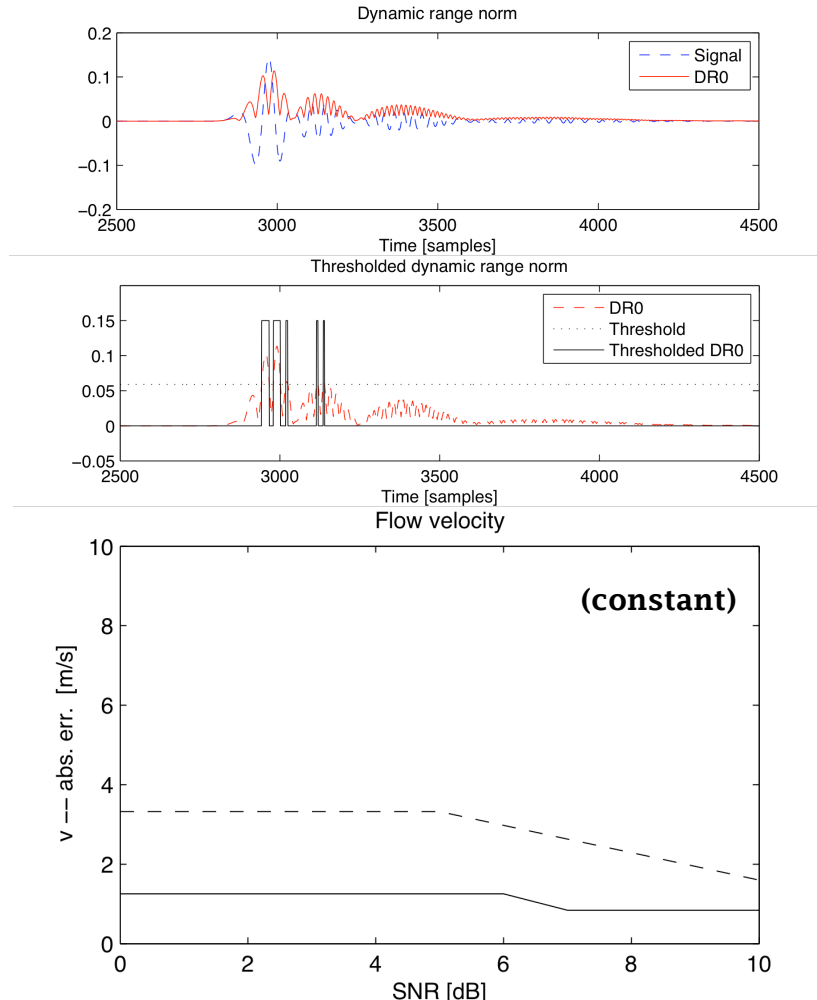 Dynamic range norm
0.2
0.1
0
−0.1
−0.2
Signal
DR0
2500 3000 3500 4000 4500
Time [samples]
Thresholded dynamic range norm
0.15
0.1
0.05
0
−0.05
DR0
Threshold
Thresholded DR0
2500 3000 3500 4000 4500
Time [samples]
Flow velocity
10
8
6
4
2
0
(constant)
v −− abs. err. [m/s]
0 2 4 6 8 10
SNR [dB]